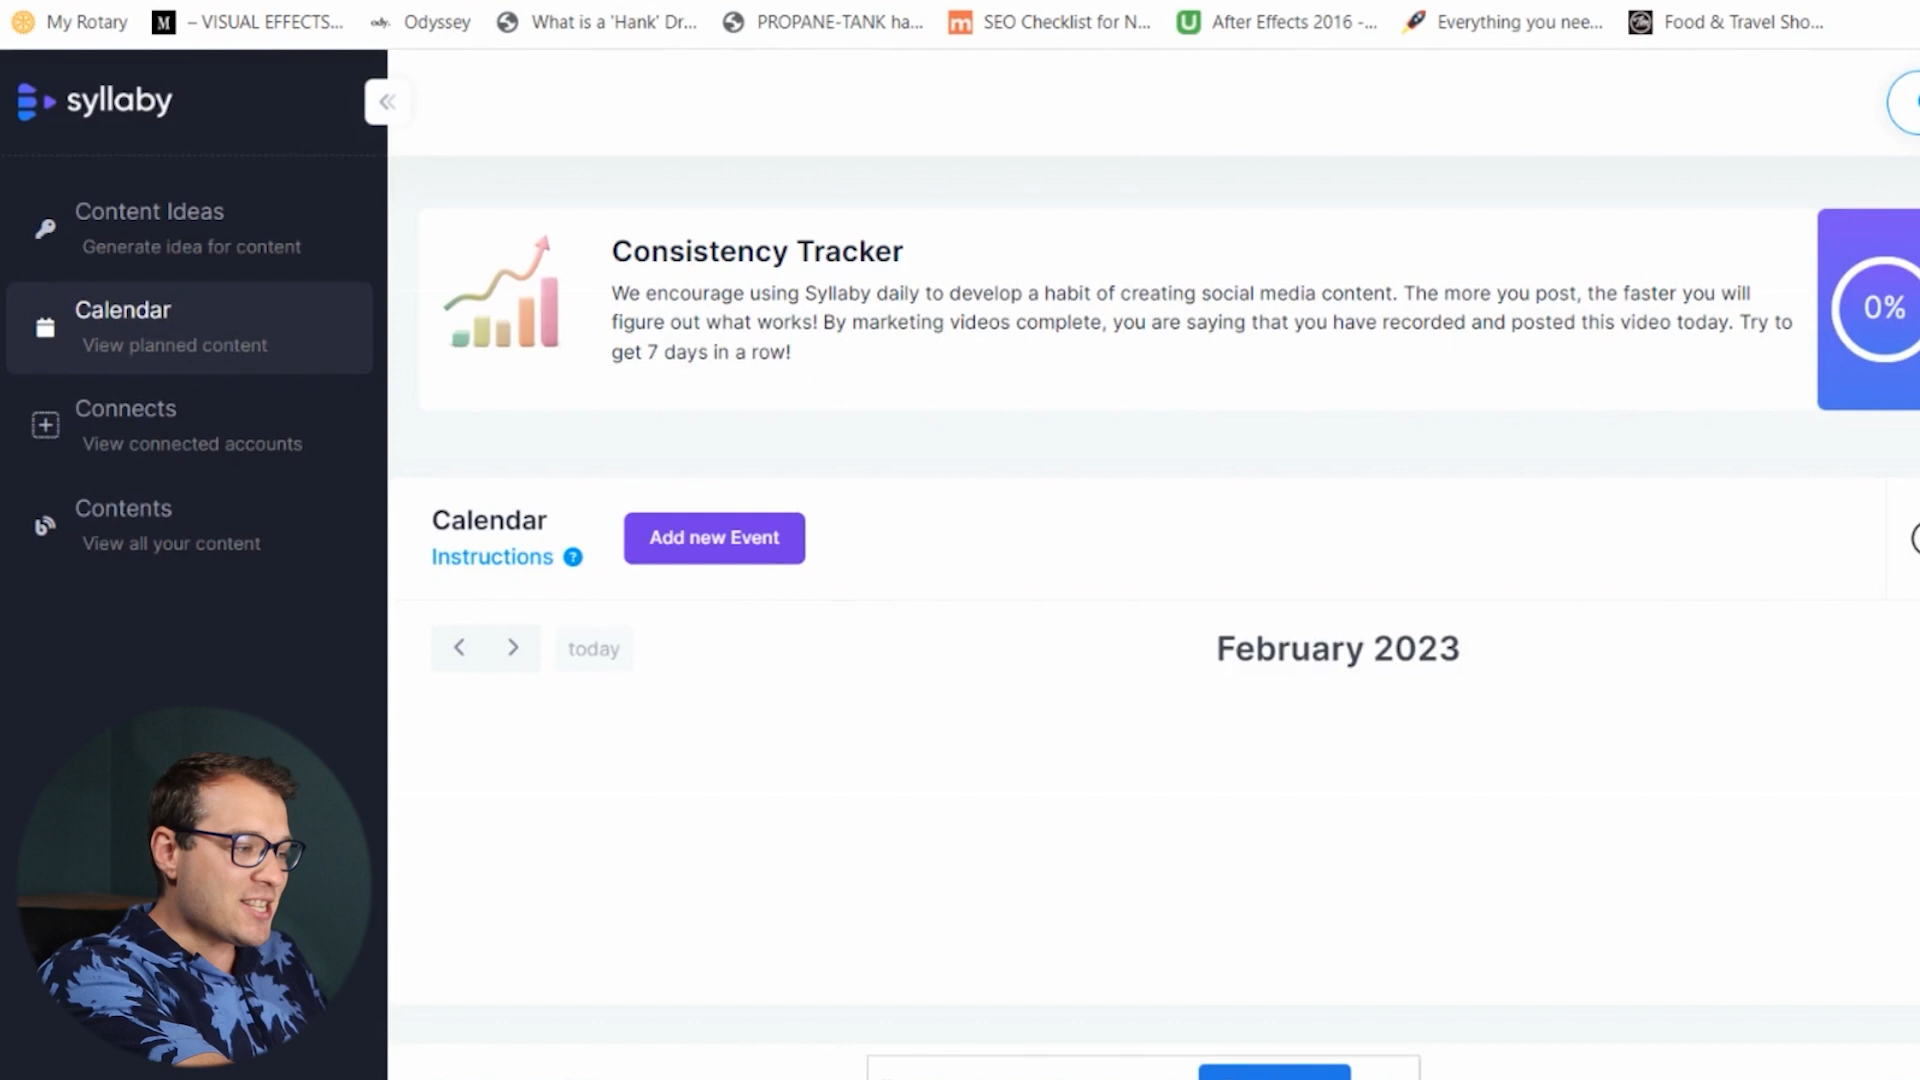 My Rotary
M
– VISUAL EFFECTS...
ody.
Odyssey
What is a 'Hank' Dr...
PROPANE-TANK ha...
m
SEO Checklist for N...
U
After Effects 2016 -...
Everything you nee...
Food & Travel Sho...
syllaby
Content Ideas
Generate idea for content
Calendar
View planned content
Connects
View connected accounts
Contents
View all your content
Consistency Tracker
We encourage using Syllaby daily to develop a habit of creating social media content. The more you post, the faster you will
figure out what works! By marketing videos complete, you are saying that you have recorded and posted this video today. Try to
get 7 days in a row!
0%
Calendar
Instructions ?
Add new Event
today
February 2023